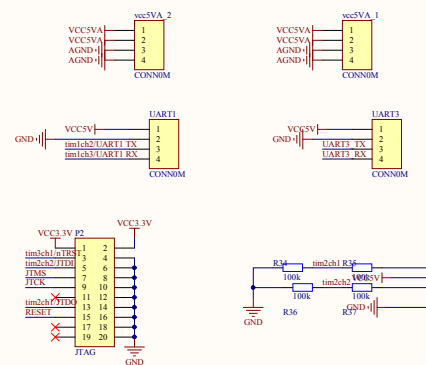 vcc5VA_2
VCC5VA 1
VCC5VA 2
AGND 3
AGND 4
CONN0M
vcc5VA_1
VCC5VA 1
VCC5VA 2
AGND 3
AGND 4
CONN0M
UART1
VCC5V 1
GND 2
tim1ch2/UART1_TX 3
tim1ch3/UART1_RX 4
CONN0M
UART3
VCC5V 1
GND 2
UART3_TX 3
UART3_RX 4
CONN0M
VCC3.3V P2 VCC3.3V
1 2
tim3ch1/nTRST 3 4
tim2ch2/JTDI 5 6
JTMS 7 8
JTCK 9 10
11 12
tim2ch1/JTDO 13 14
RESET 15 16
17 18
19 20
JTAG
GND
R34 tim2ch1 R35
100k 100k VCC5V
tim2ch2
100k 100k
GND
R36 R37
GND